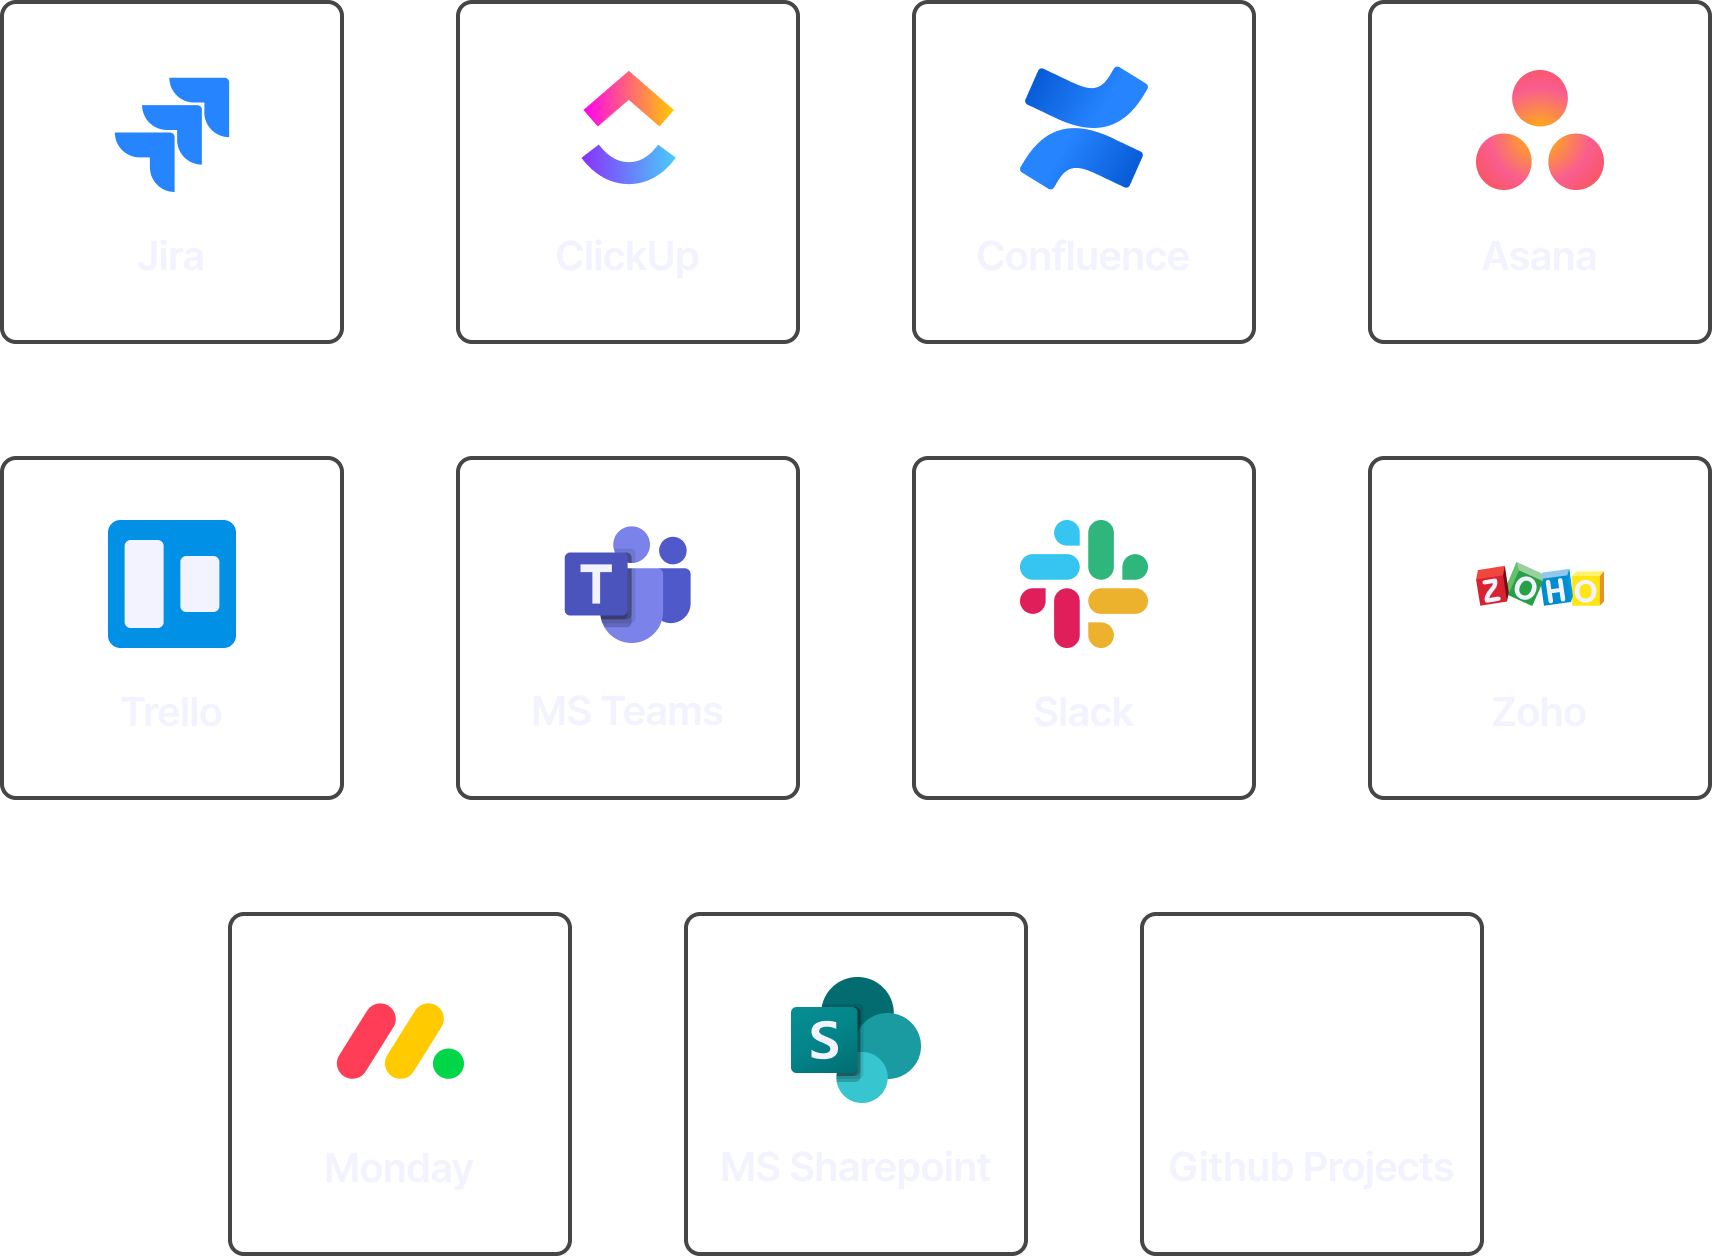 Jira
ClickUp
Confluence
Asana
Trello
T
MS Teams
Slack
ZOHO
Zoho
Monday
S
MS Sharepoint
Github Projects